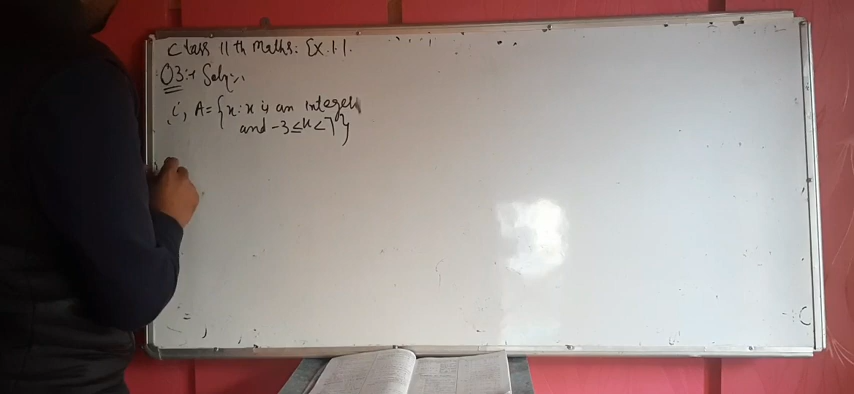 Class 11th Maths: Ex. 1.1.
Q3:→ Soln:-
i, A = {x: x is an integer
and -3 ≤ x < 7}